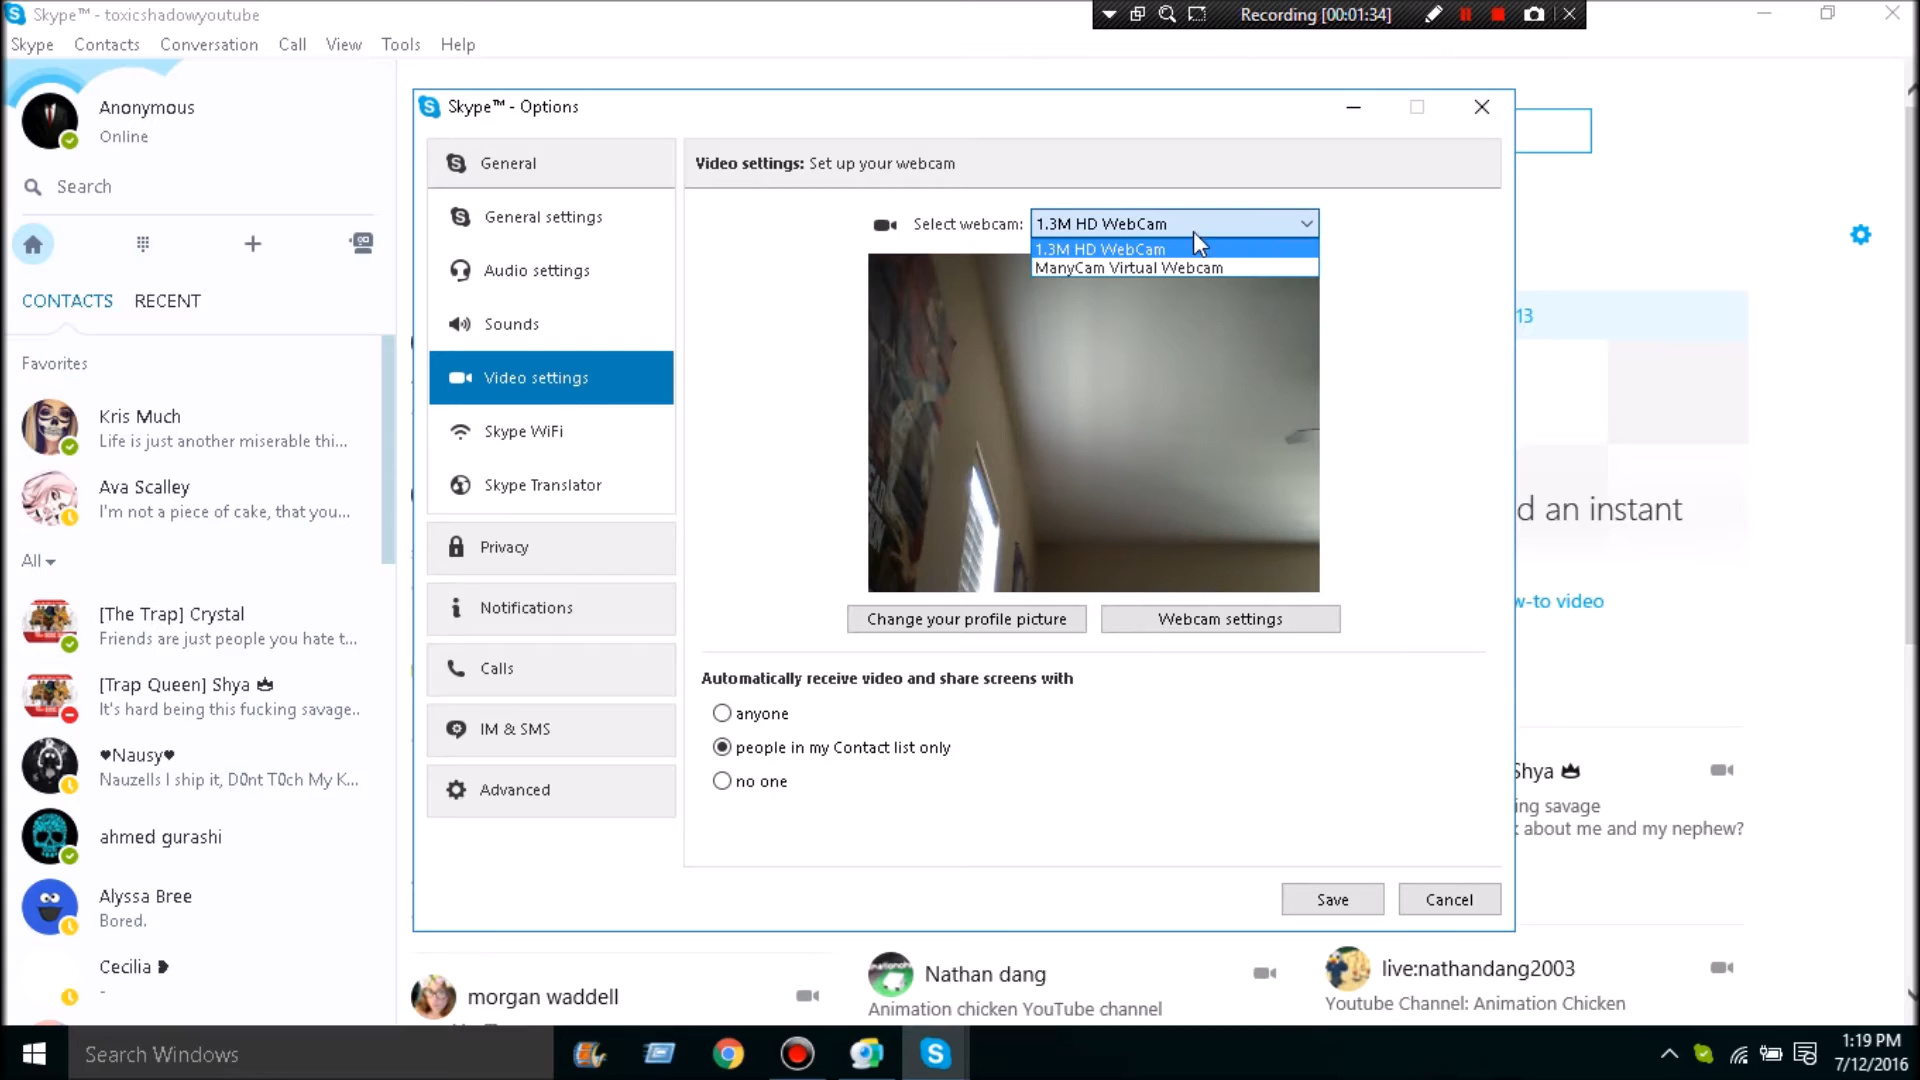 Skype™ - toxicshadowyoutube
Recording [00:01:34]
Skype Contacts Conversation Call View Tools Help
Anonymous
Online
Search
CONTACTS RECENT
Favorites
Kris Much
Life is just another miserable thi...
Ava Scalley
I'm not a piece of cake, that you...
All
[The Trap] Crystal
Friends are just people you hate t...
[Trap Queen] Shya
It's hard being this fucking savage..
♥Nausy♥
Nauzells I ship it, D0nt T0ch My K...
ahmed gurashi
Alyssa Bree
Bored.
Cecilia ❥
-
Skype™ - Options
General
General settings
Audio settings
Sounds
Video settings
Skype WiFi
Skype Translator
Privacy
Notifications
Calls
IM & SMS
Advanced
Video settings: Set up your webcam
Select webcam: 1.3M HD WebCam
1.3M HD WebCam
ManyCam Virtual Webcam
Change your profile picture
Webcam settings
Automatically receive video and share screens with
anyone
people in my Contact list only
no one
Save
Cancel
13
d an instant
w-to video
Shya
ing savage
about me and my nephew?
morgan waddell
Nathan dang
Animation chicken YouTube channel
live:nathandang2003
Youtube Channel: Animation Chicken
Search Windows
1:19 PM
7/12/2016